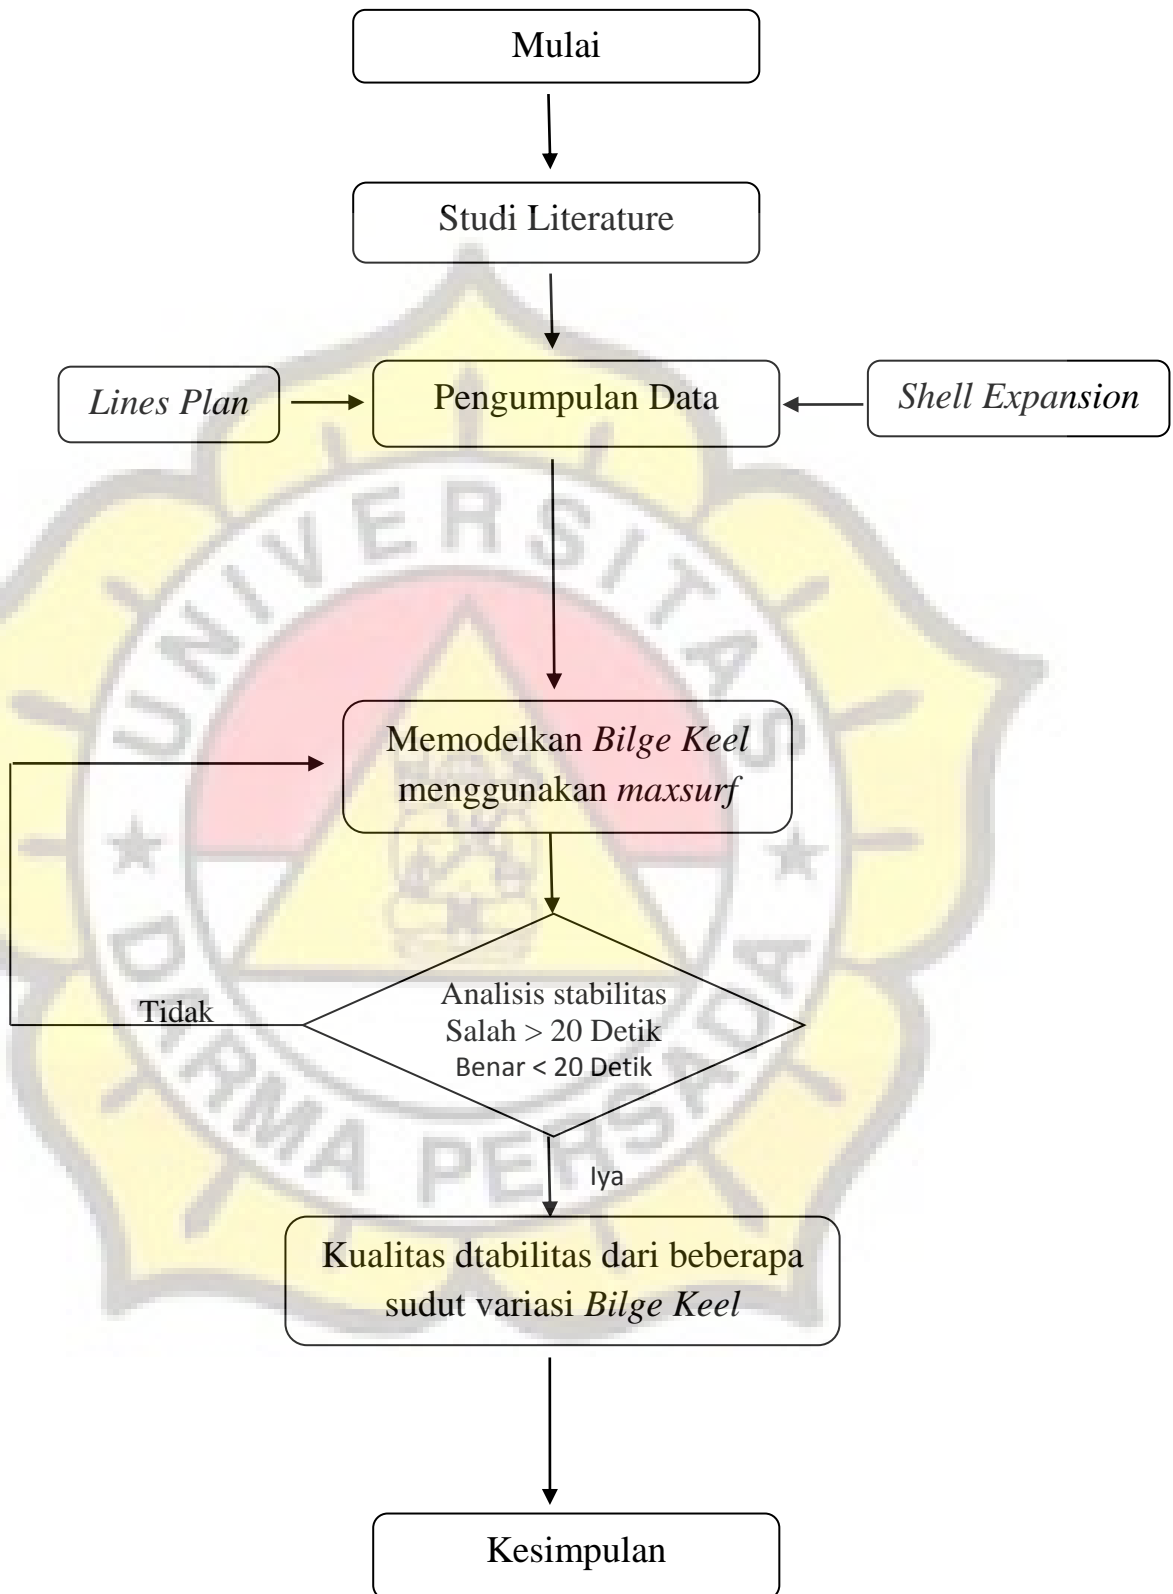 Mulai
Studi Literature
Lines Plan
Pengumpulan Data
Shell Expansion
UNIVERSITAS
Memodelkan Bilge Keel
menggunakan maxsurf
Analisis stabilitas
Salah > 20 Detik
Benar < 20 Detik
Tidak
DARMA PERSADA
Iya
Kualitas dtabilitas dari beberapa
sudut variasi Bilge Keel
Kesimpulan